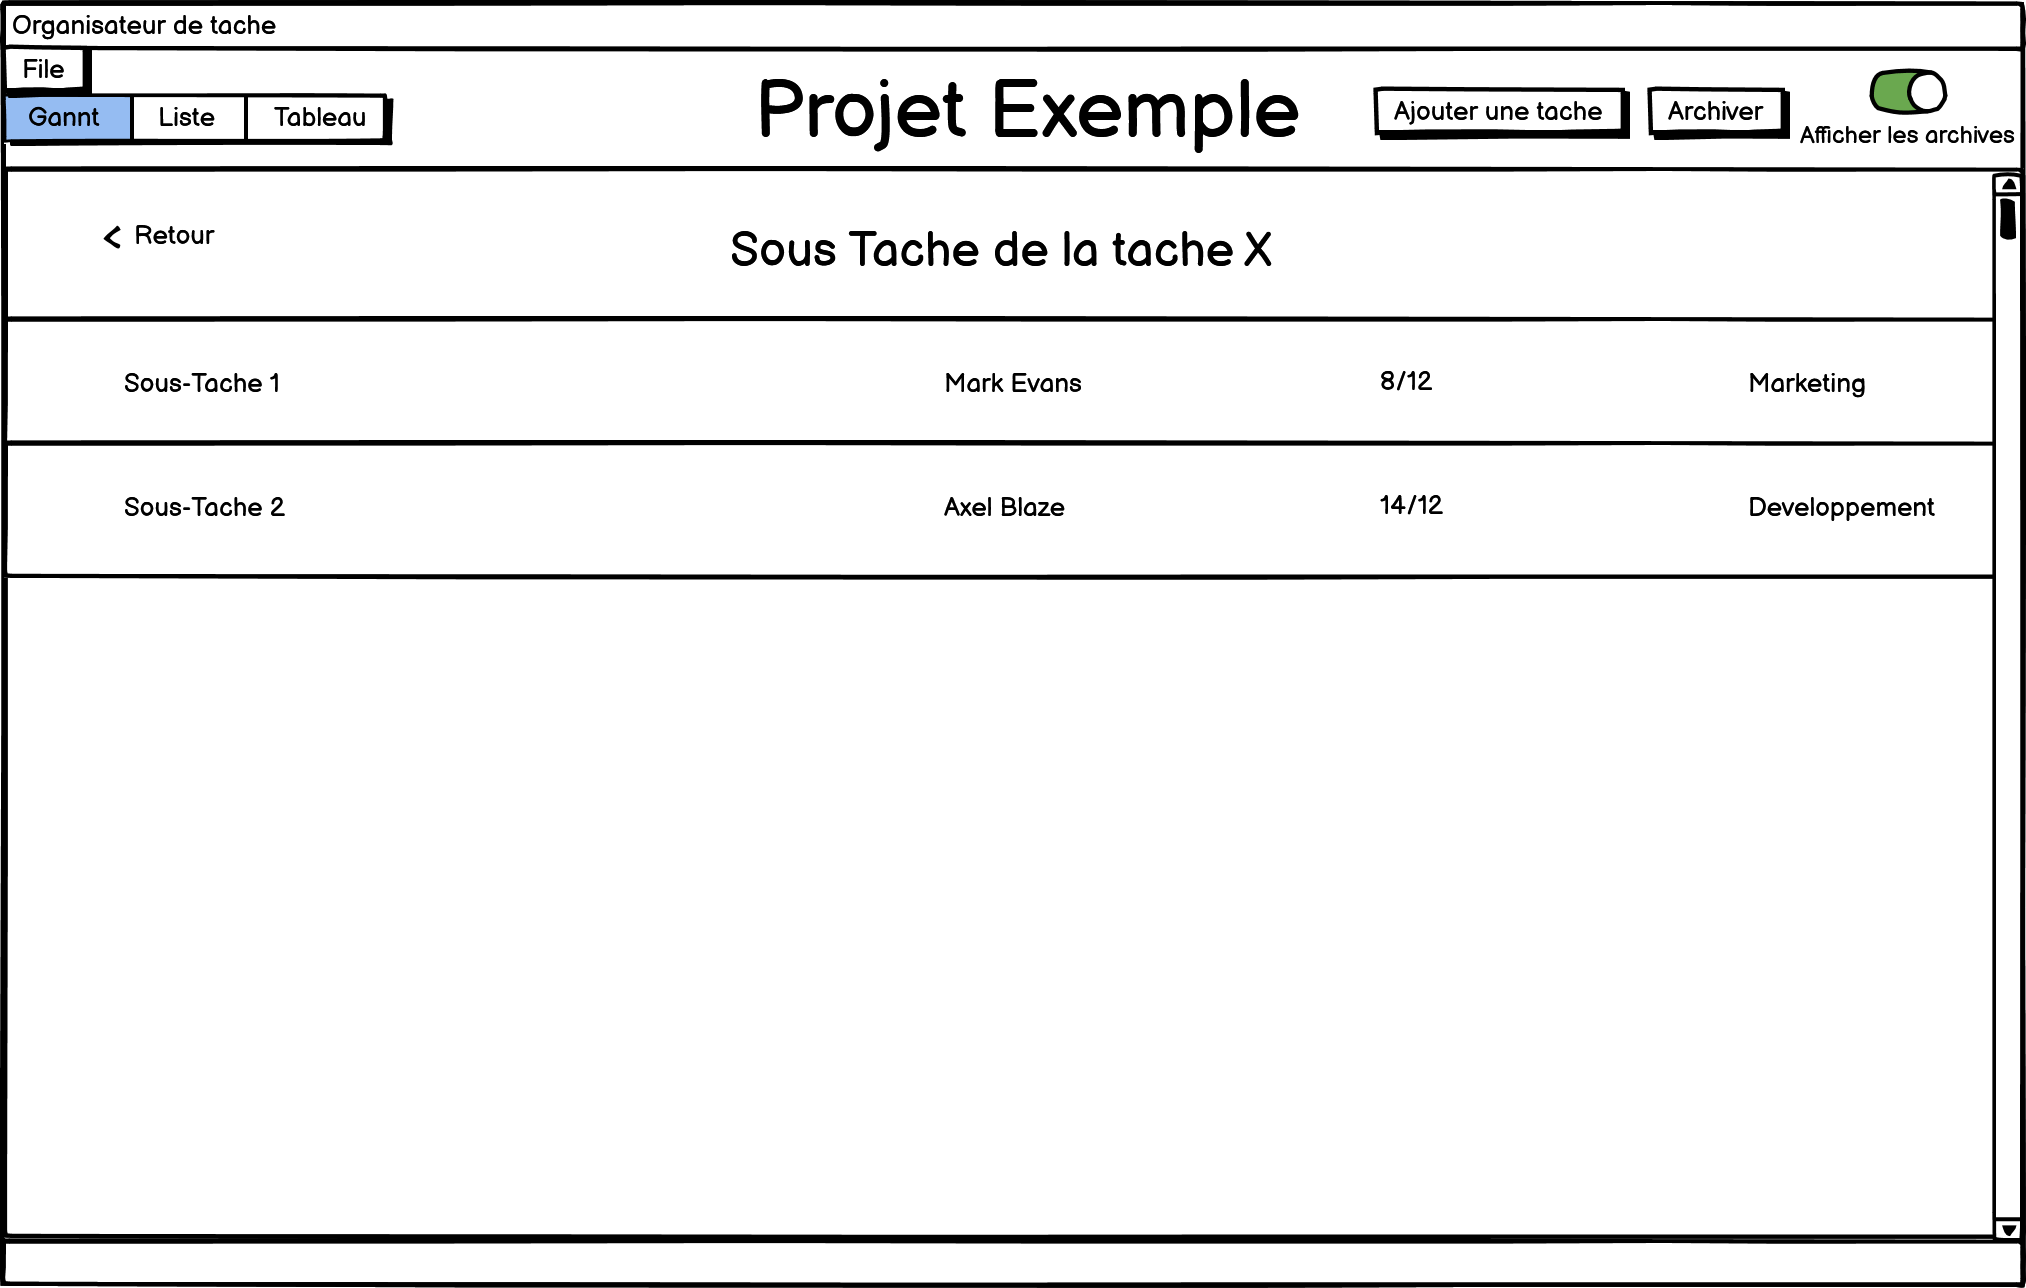 Organisateur de tache
File
Gannt Liste Tableau
Projet Exemple
Ajouter une tache
Archiver
Afficher les archives
< Retour
Sous Tache de la tache X
Sous-Tache 1 Mark Evans 8/12 Marketing
Sous-Tache 2 Axel Blaze 14/12 Developpement